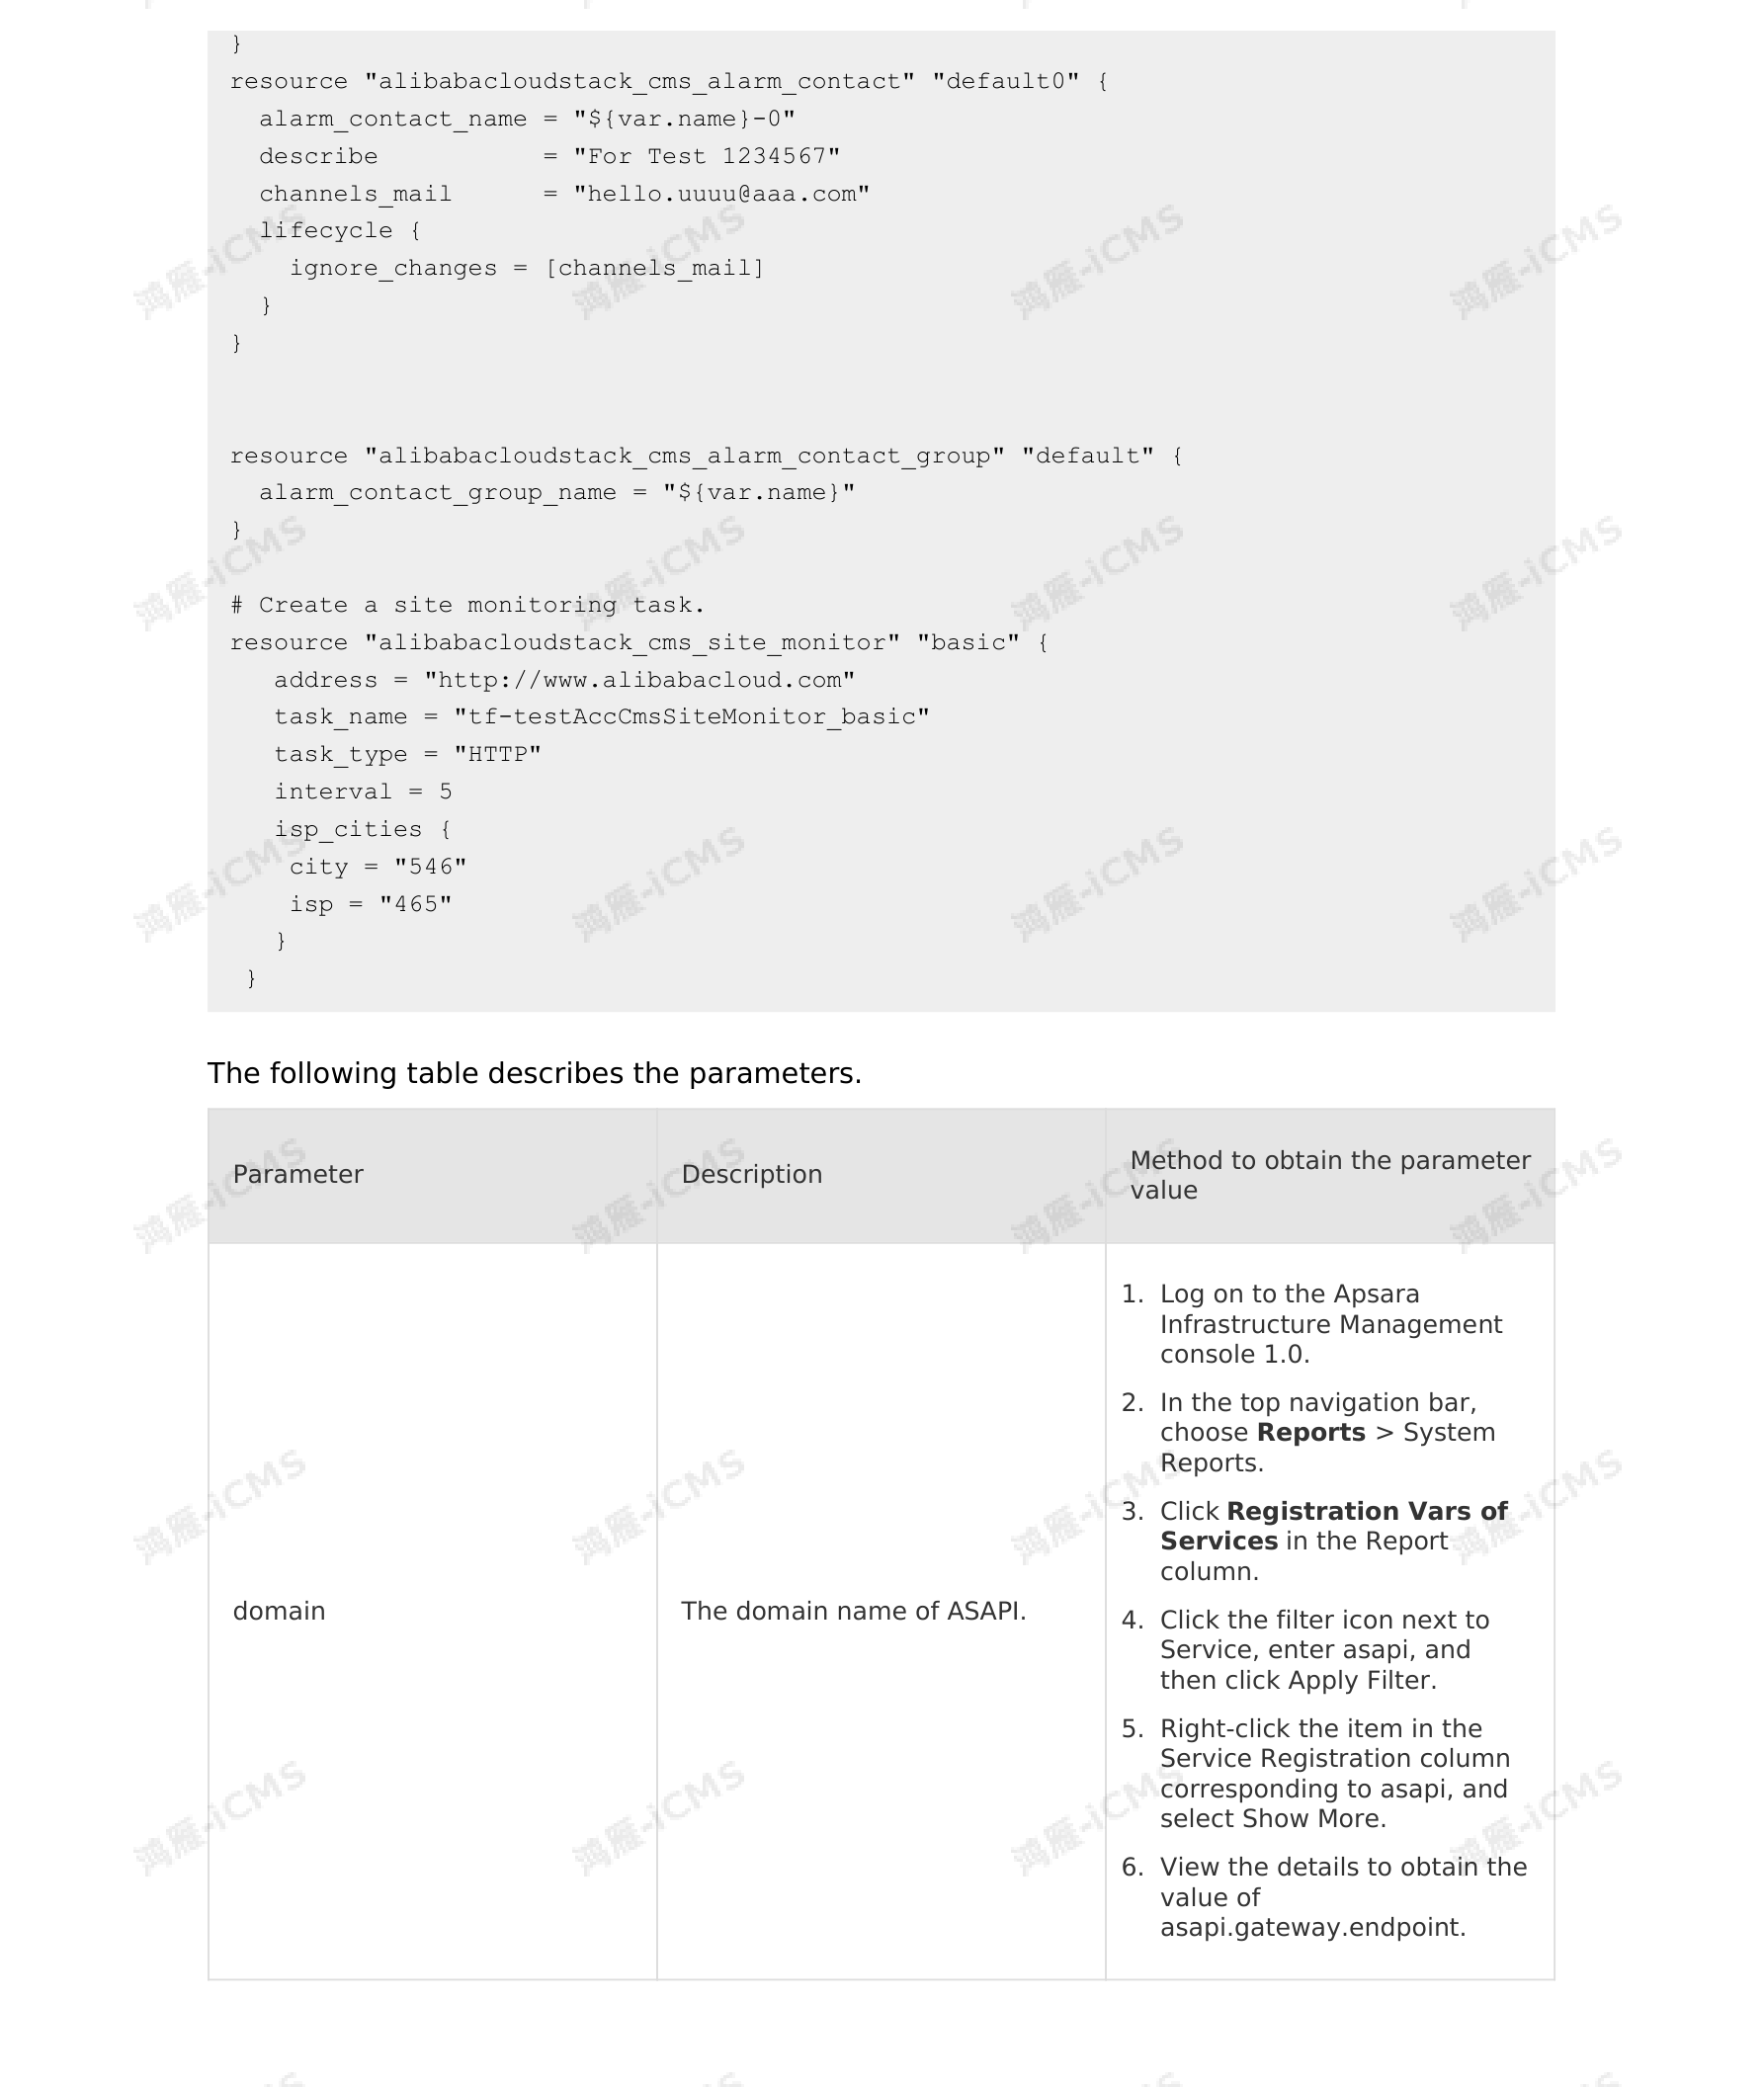 }
resource "alibabacloudstack_cms_alarm_contact" "default0" {
  alarm_contact_name = "${var.name}-0"
  describe           = "For Test 1234567"
  channels_mail      = "hello.uuuu@aaa.com"
  lifecycle {
    ignore_changes = [channels_mail]
  }
}
resource "alibabacloudstack_cms_alarm_contact_group" "default" {
  alarm_contact_group_name = "${var.name}"
}
# Create a site monitoring task.
resource "alibabacloudstack_cms_site_monitor" "basic" {
   address = "http://www.alibabacloud.com"
   task_name = "tf-testAccCmsSiteMonitor_basic"
   task_type = "HTTP"
   interval = 5
   isp_cities {
    city = "546"
    isp = "465"
   }
 }
The following table describes the parameters.
Parameter
Description
Method to obtain the parameter
value
domain
The domain name of ASAPI.
1. Log on to the Apsara
Infrastructure Management
console 1.0.
2. In the top navigation bar,
choose Reports > System
Reports.
3. Click Registration Vars of
Services in the Report
column.
4. Click the filter icon next to
Service, enter asapi, and
then click Apply Filter.
5. Right-click the item in the
Service Registration column
corresponding to asapi, and
select Show More.
6. View the details to obtain the
value of
asapi.gateway.endpoint.
鸿雁-iCMS